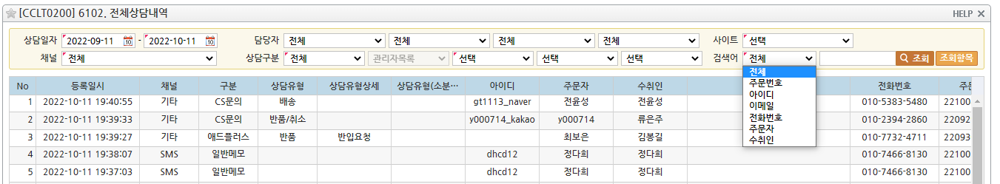 [CCLT0200] 6102. 전체상담내역 HELP
상담일자 2022-09-11 - 2022-10-11 담당자 전체 전체 전체 전체 사이트 선택
채널 전체 상담구분 전체 관리자목록 선택 선택 선택 검색어 전체 조회 조회항목
전체
주문번호
아이디
이메일
전화번호
주문자
수취인
No 등록일시 채널 구분 상담유형 상담유형상세 상담유형(소분… 아이디 주문자 수취인 전화번호 주문
1 2022-10-11 19:40:55 기타 CS문의 배송 gt1113_naver 전윤성 전윤성 010-5383-5480 22100
2 2022-10-11 19:39:33 기타 CS문의 반품/취소 y000714_kakao y000714 류은주 010-2394-2860 22092
3 2022-10-11 19:39:27 기타 애드플러스 반품 반입요청 최보은 김봉길 010-7732-4711 22093
4 2022-10-11 19:38:07 SMS 일반메모 dhcd12 정다희 정다희 010-7466-8130 22100
5 2022-10-11 19:37:03 SMS 일반메모 dhcd12 정다희 정다희 010-7466-8130 22100